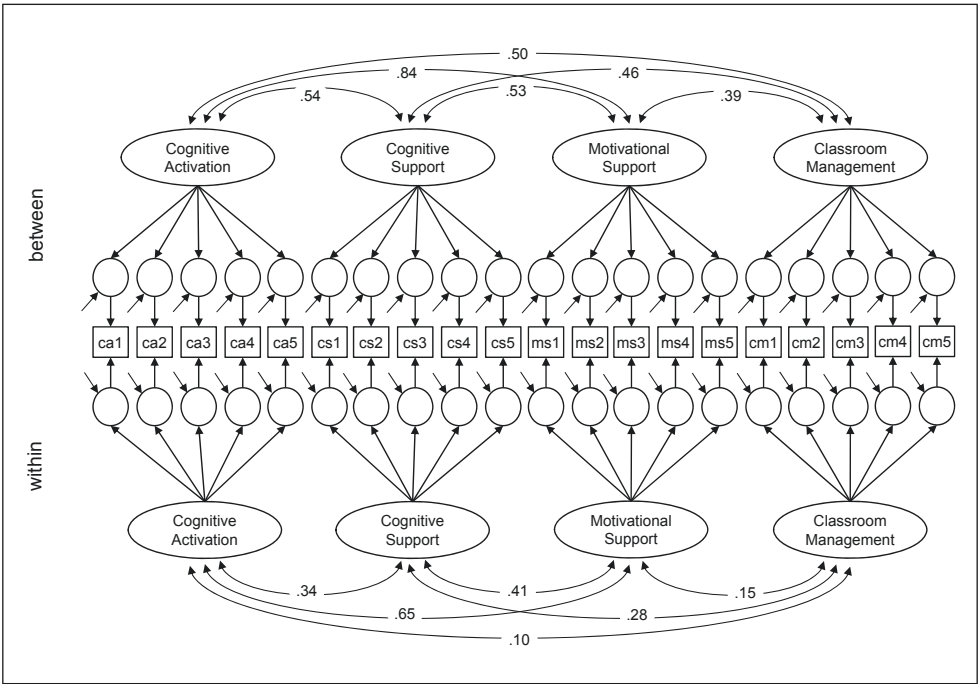 .50
.84
.46
.54
.53
.39
Cognitive
Activation
Cognitive
Support
Motivational
Support
Classroom
Management
between
ca1 ca2 ca3 ca4 ca5 cs1 cs2 cs3 cs4 cs5 ms1 ms2 ms3 ms4 ms5 cm1 cm2 cm3 cm4 cm5
within
Cognitive
Activation
Cognitive
Support
Motivational
Support
Classroom
Management
.34
.41
.15
.65
.28
.10